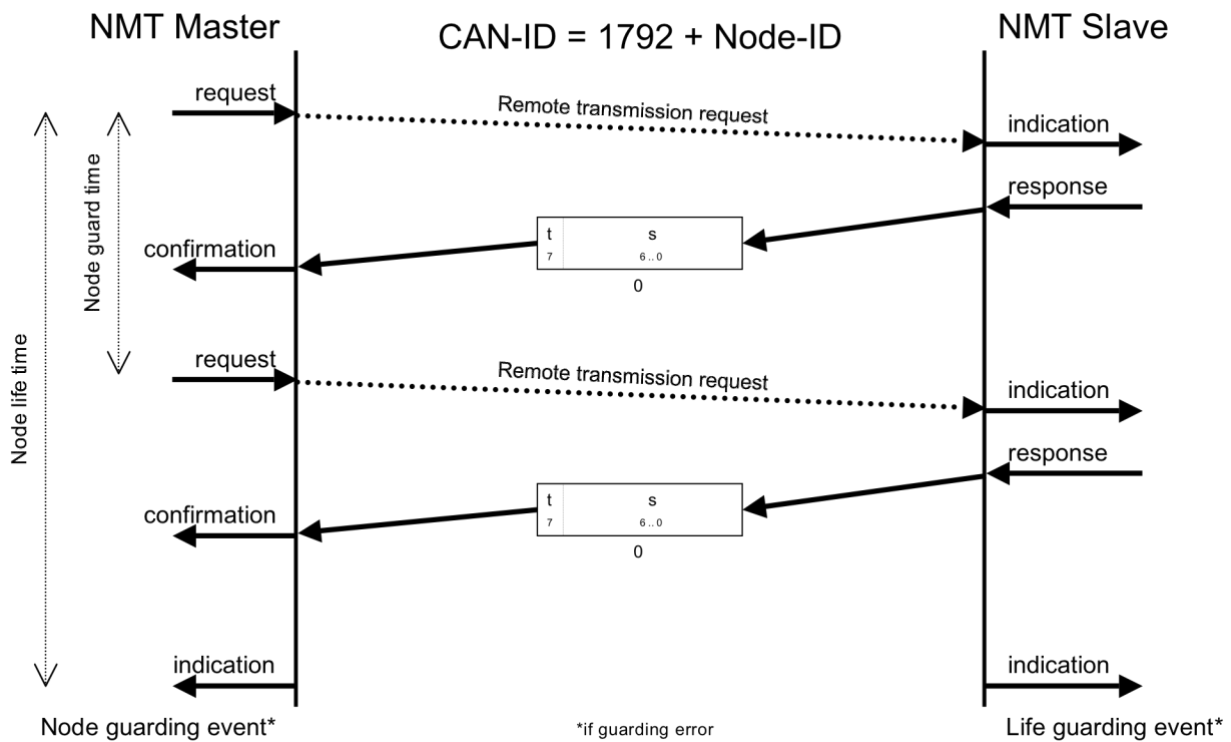 NMT Master
CAN-ID = 1792 + Node-ID
NMT Slave
request
Remote transmission request
indication
response
t
s
7
6 .. 0
0
confirmation
Node guard time
Node life time
request
Remote transmission request
indication
response
t
s
7
6 .. 0
0
confirmation
indication
indication
Node guarding event*
*if guarding error
Life guarding event*